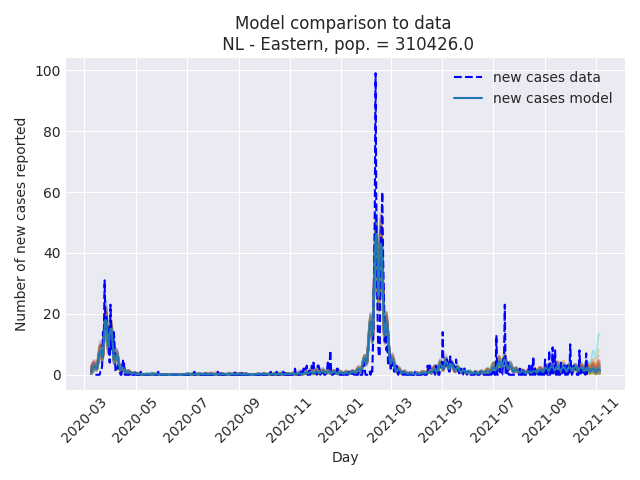 Model comparison to data
NL - Eastern, pop. = 310426.0
new cases data
new cases model
Number of new cases reported
100
80
60
40
20
0
2020-03
2020-05
2020-07
2020-09
2020-11
2021-01
2021-03
2021-05
2021-07
2021-09
2021-11
Day